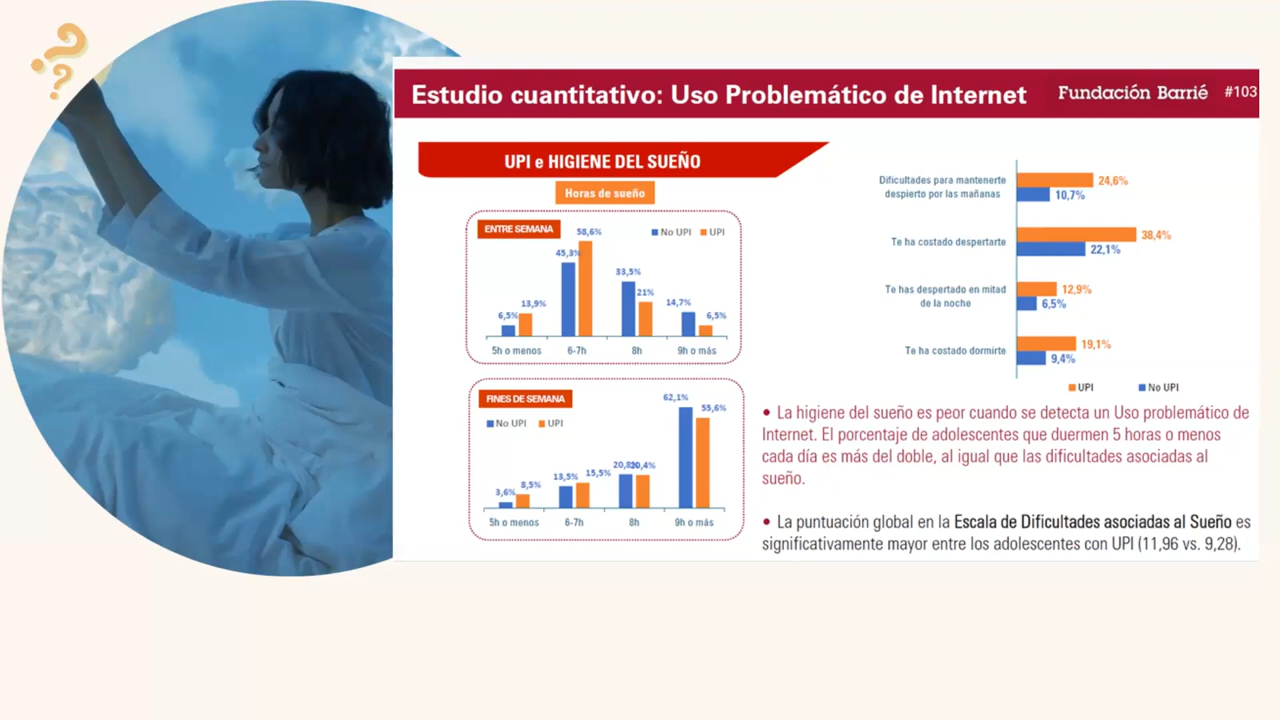 Estudio cuantitativo: Uso Problemático de Internet
Fundación Barrié #103
UPI e HIGIENE DEL SUEÑO
Horas de sueño
ENTRE SEMANA
No UPI UPI
6,5% 13,9%
45,3% 58,6%
33,5% 21%
14,7% 6,5%
5h o menos 6-7h 8h 9h o más
FINES DE SEMANA
No UPI UPI
3,6% 8,5%
13,5% 15,5%
20,8% 20,4%
62,1% 55,6%
5h o menos 6-7h 8h 9h o más
Dificultades para mantenerte
despierto por las mañanas
24,6%
10,7%
Te ha costado despertarte
38,4%
22,1%
Te has despertado en mitad
de la noche
12,9%
6,5%
Te ha costado dormirte
19,1%
9,4%
UPI No UPI
• La higiene del sueño es peor cuando se detecta un Uso problemático de
Internet. El porcentaje de adolescentes que duermen 5 horas o menos
cada día es más del doble, al igual que las dificultades asociadas al
sueño.
• La puntuación global en la Escala de Dificultades asociadas al Sueño es
significativamente mayor entre los adolescentes con UPI (11,96 vs. 9,28).